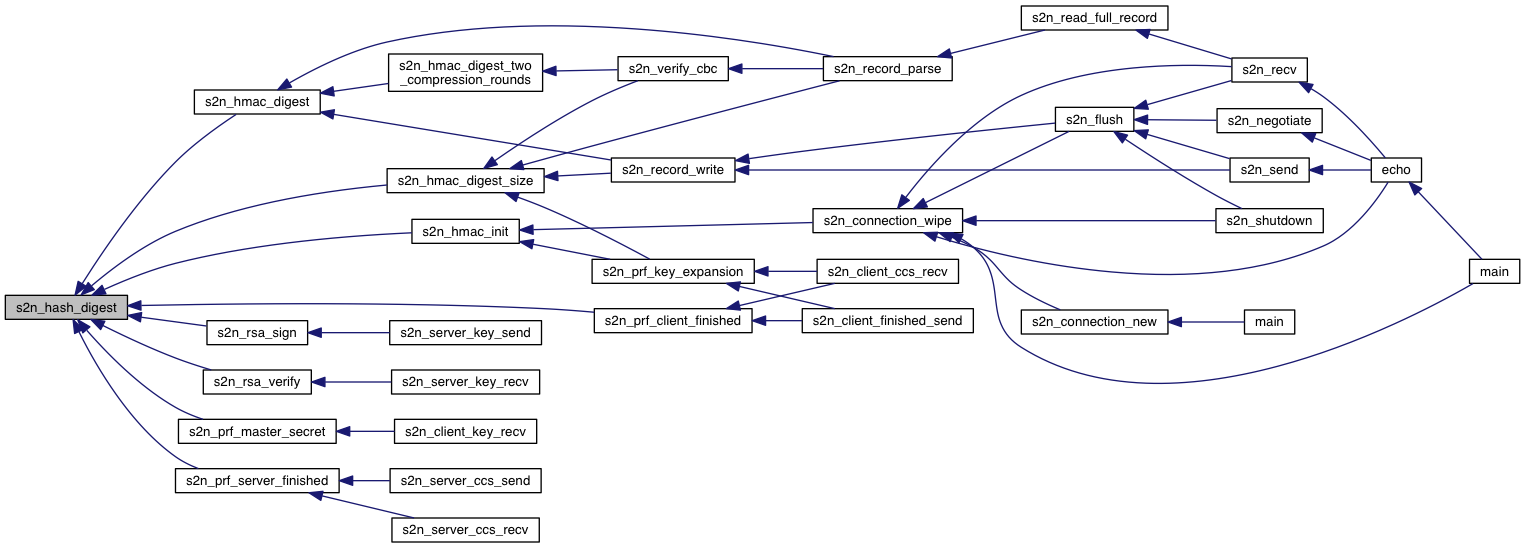 s2n_read_full_record
s2n_hmac_digest_two
_compression_rounds
s2n_verify_cbc
s2n_record_parse
s2n_recv
s2n_hmac_digest
s2n_flush
s2n_negotiate
s2n_hmac_digest_size
s2n_record_write
s2n_send
echo
s2n_hmac_init
s2n_connection_wipe
s2n_shutdown
s2n_prf_key_expansion
s2n_client_ccs_recv
main
s2n_hash_digest
s2n_prf_client_finished
s2n_client_finished_send
s2n_connection_new
main
s2n_rsa_sign
s2n_server_key_send
s2n_rsa_verify
s2n_server_key_recv
s2n_prf_master_secret
s2n_client_key_recv
s2n_prf_server_finished
s2n_server_ccs_send
s2n_server_ccs_recv